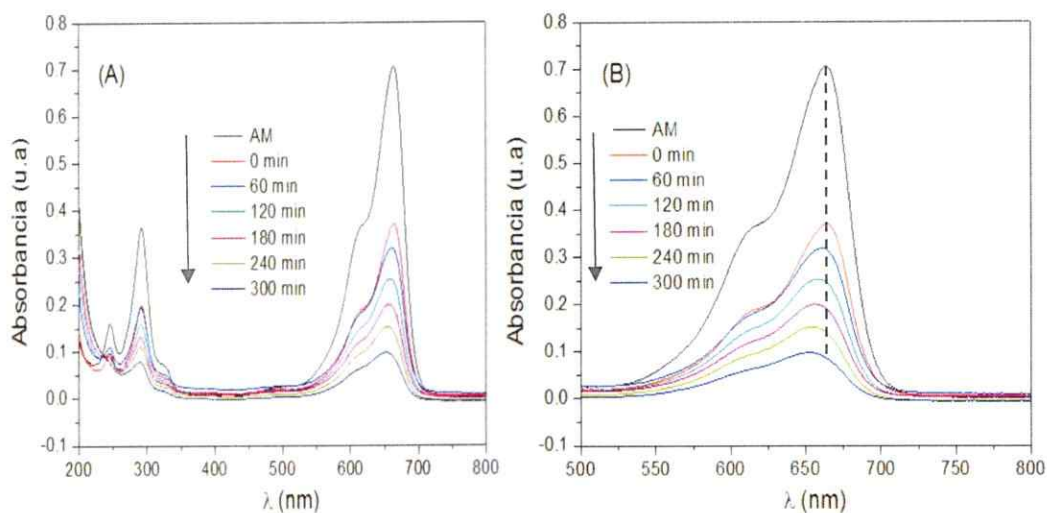 0.8
0.7
0.6
0.5
0.4
0.3
0.2
0.1
0.0
-0.1
Absorbancia (u.a)
(A)
AM
0 min
60 min
120 min
180 min
240 min
300 min
200 300 400 500 600 700 800
λ (nm)
0.8
0.7
0.6
0.5
0.4
0.3
0.2
0.1
0.0
-0.1
Absorbancia (u.a)
(B)
AM
0 min
60 min
120 min
180 min
240 min
300 min
500 550 600 650 700 750 800
λ (nm)